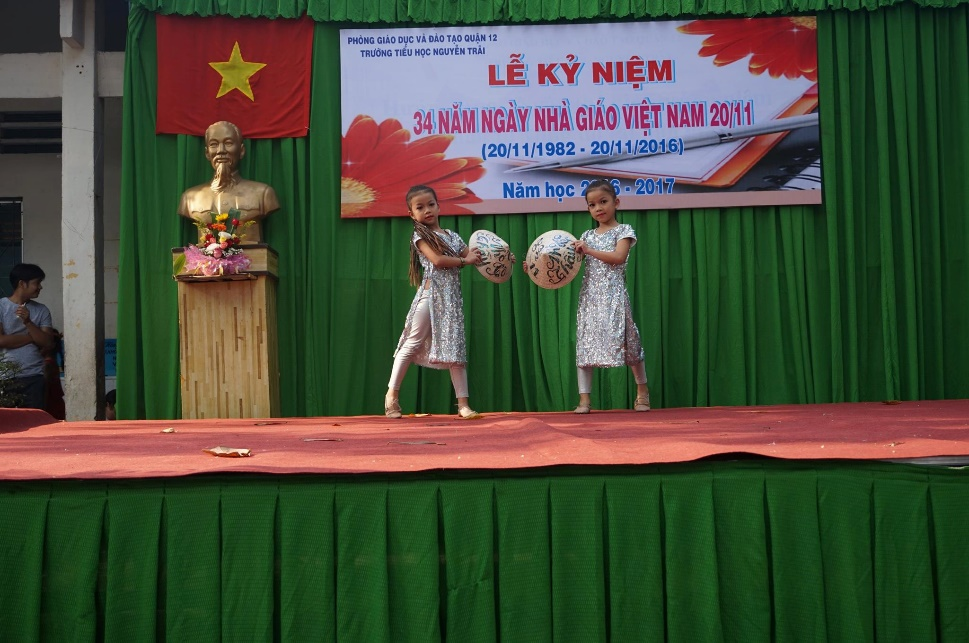 PHÒNG GIÁO DỤC VÀ ĐÀO TẠO QUẬN 12
TRƯỜNG TIỂU HỌC NGUYỄN TRÃI
LỄ KỶ NIỆM
34 NĂM NGÀY NHÀ GIÁO VIỆT NAM 20/11
(20/11/1982 - 20/11/2016)
Năm học - 2017